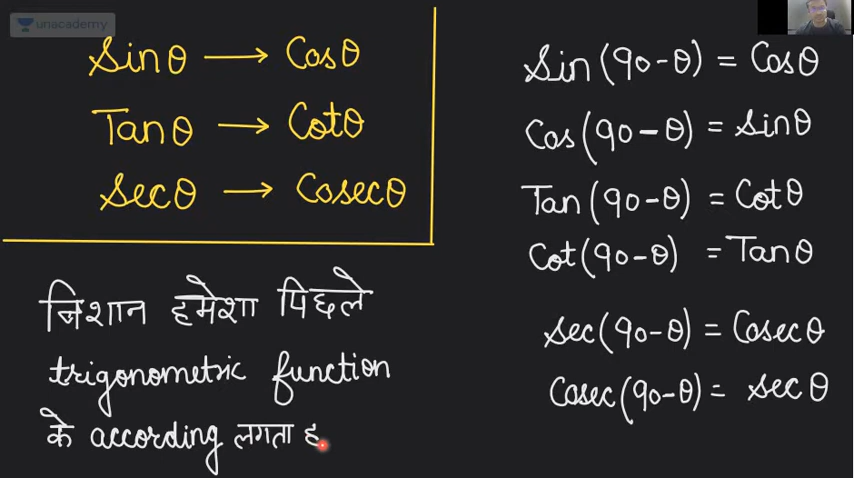 unacademy
Sinθ → Cosθ
Tanθ → Cotθ
Secθ → Cosecθ
निशान हमेशा पिछले
trigonometric function
के according लगता ह
Sin(90-θ) = Cosθ
Cos(90-θ) = Sinθ
Tan(90-θ) = Cotθ
Cot(90-θ) = Tanθ
Sec(90-θ) = Cosecθ
Cosec(90-θ) = Secθ